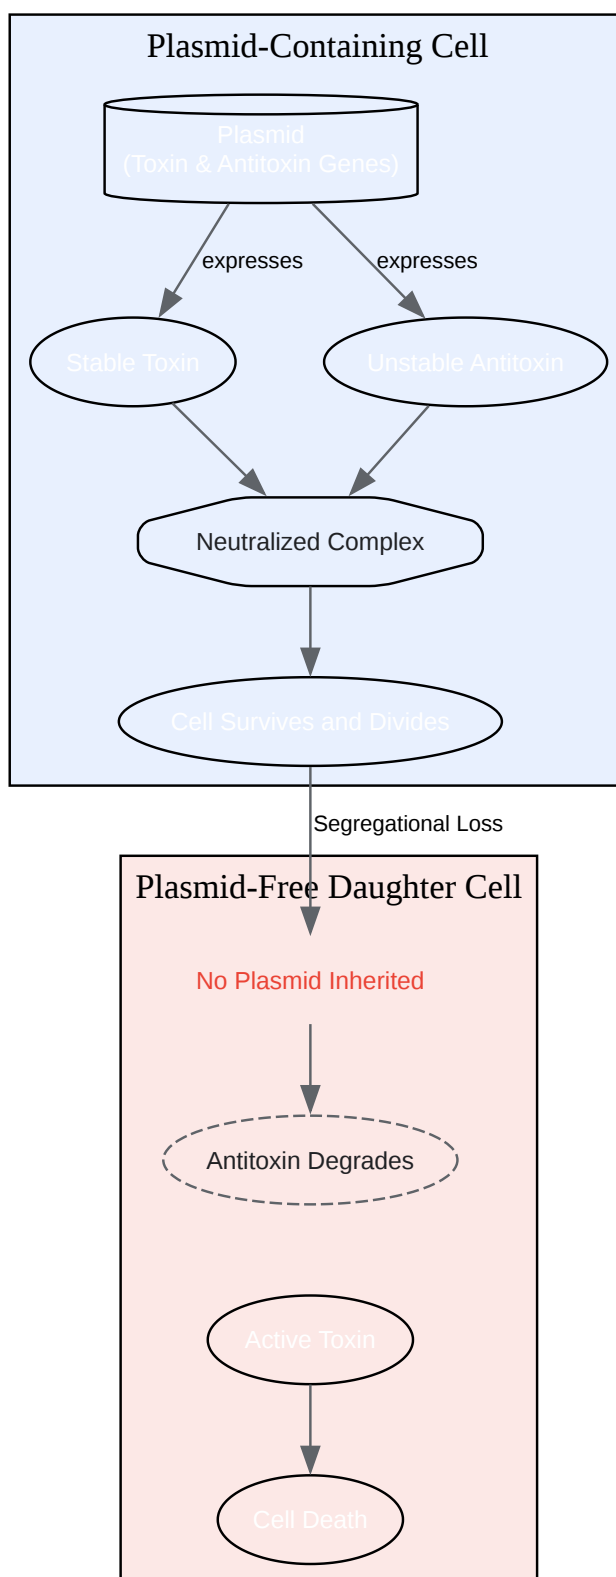 Plasmid-Containing Cell
Plasmid
(Toxin & Antitoxin Genes)
expresses
expresses
Stable Toxin
Unstable Antitoxin
Neutralized Complex
Cell Survives and Divides
Segregational Loss
Plasmid-Free Daughter Cell
No Plasmid Inherited
Antitoxin Degrades
Active Toxin
Cell Death